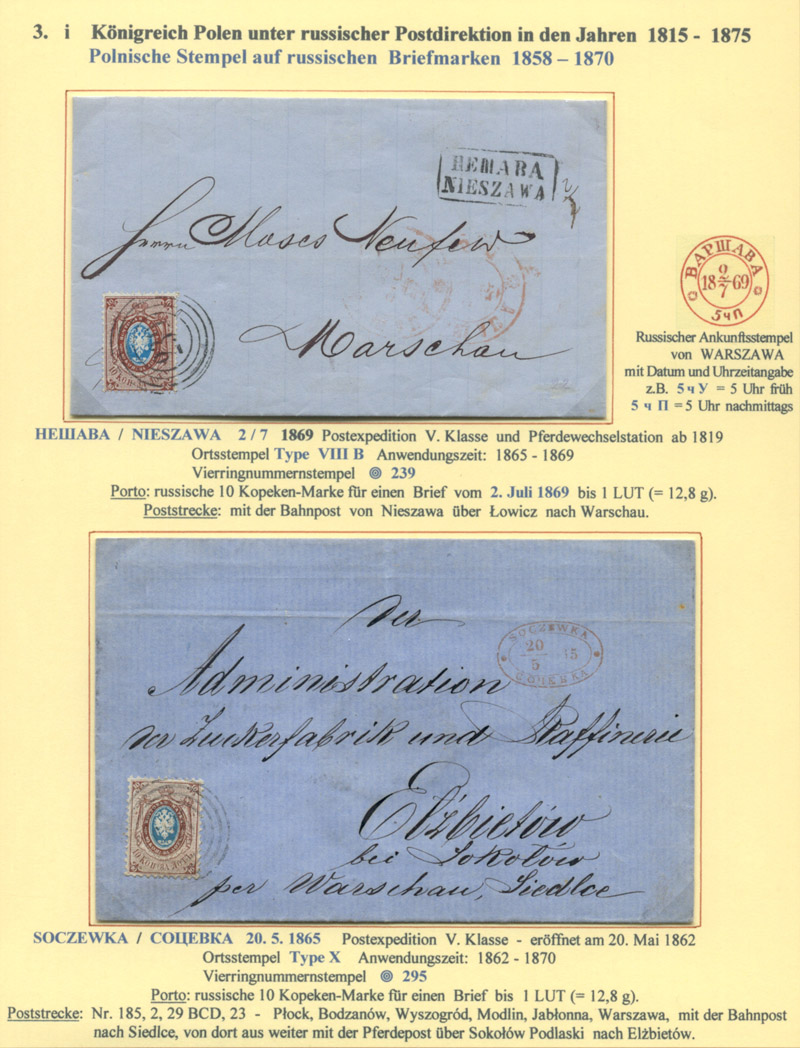 3. i Königreich Polen unter russischer Postdirektion in den Jahren 1815 - 1875
Polnische Stempel auf russischen Briefmarken 1858 – 1870
НЕШАВА
NIESZAWA
Herrn Moses Neufew
Warschau
ВАРШАВА
18 9/7 69
5 ч П
Russischer Ankunftsstempel
von WARSZAWA
mit Datum und Uhrzeitangabe
z.B. 5 ч У = 5 Uhr früh
5 ч П = 5 Uhr nachmittags
НЕШАВА / NIESZAWA 2 / 7 1869 Postexpedition V. Klasse und Pferdewechselstation ab 1819
Ortsstempel Type VIII B Anwendungszeit: 1865 - 1869
Vierringnummernstempel 239
Porto: russische 10 Kopeken-Marke für einen Brief vom 2. Juli 1869 bis 1 LUT (= 12,8 g).
Poststrecke: mit der Bahnpost von Nieszawa über Łowicz nach Warschau.
der
SOCZEWKA
20
5
15
СОЦЕВКА
Administration
der Zuckerfabrik und Raffinerie
Elżbietów
bei Sokołów
per Warschau, Siedlce
SOCZEWKA / СОЦЕВКА 20. 5. 1865 Postexpedition V. Klasse - eröffnet am 20. Mai 1862
Ortsstempel Type X Anwendungszeit: 1862 - 1870
Vierringnummernstempel 295
Porto: russische 10 Kopeken-Marke für einen Brief bis 1 LUT (= 12,8 g).
Poststrecke: Nr. 185, 2, 29 BCD, 23 - Płock, Bodzanów, Wyszogród, Modlin, Jabłonna, Warszawa, mit der Bahnpost
nach Siedlce, von dort aus weiter mit der Pferdepost über Sokołów Podlaski nach Elżbietów.